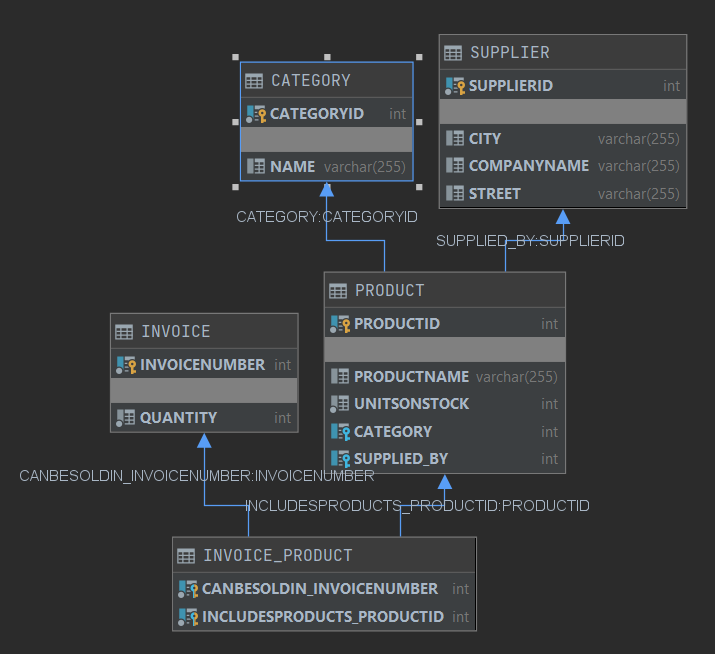 SUPPLIER
SUPPLIERID int
CITY varchar(255)
COMPANYNAME varchar(255)
STREET varchar(255)
CATEGORY
CATEGORYID int
NAME varchar(255)
CATEGORY:CATEGORYID
SUPPLIED_BY:SUPPLIERID
PRODUCT
PRODUCTID int
PRODUCTNAME varchar(255)
UNITSONSTOCK int
CATEGORY int
SUPPLIED_BY int
INVOICE
INVOICENUMBER int
QUANTITY int
CANBESOLDIN_INVOICENUMBER:INVOICENUMBER
INCLUDESPRODUCTS_PRODUCTID:PRODUCTID
INVOICE_PRODUCT
CANBESOLDIN_INVOICENUMBER int
INCLUDESPRODUCTS_PRODUCTID int